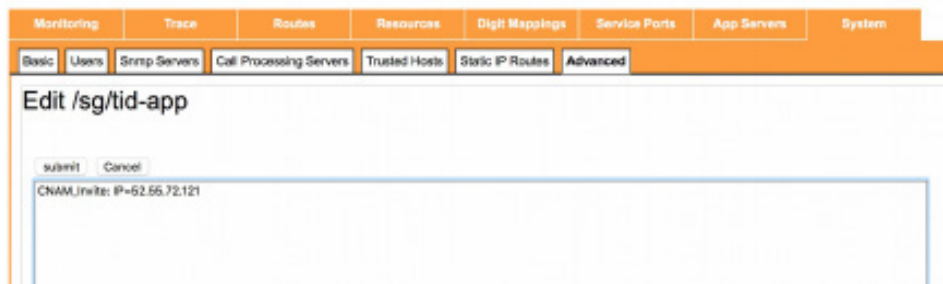 Monitoring Trace Routes Resources Digit Mappings Service Ports App Servers System
Basic Users Snmp Servers Call Processing Servers Trusted Hosts Static IP Routes Advanced
Edit /sg/tid-app
submit Cancel
CNAM_Invite: IP=52.55.72.121